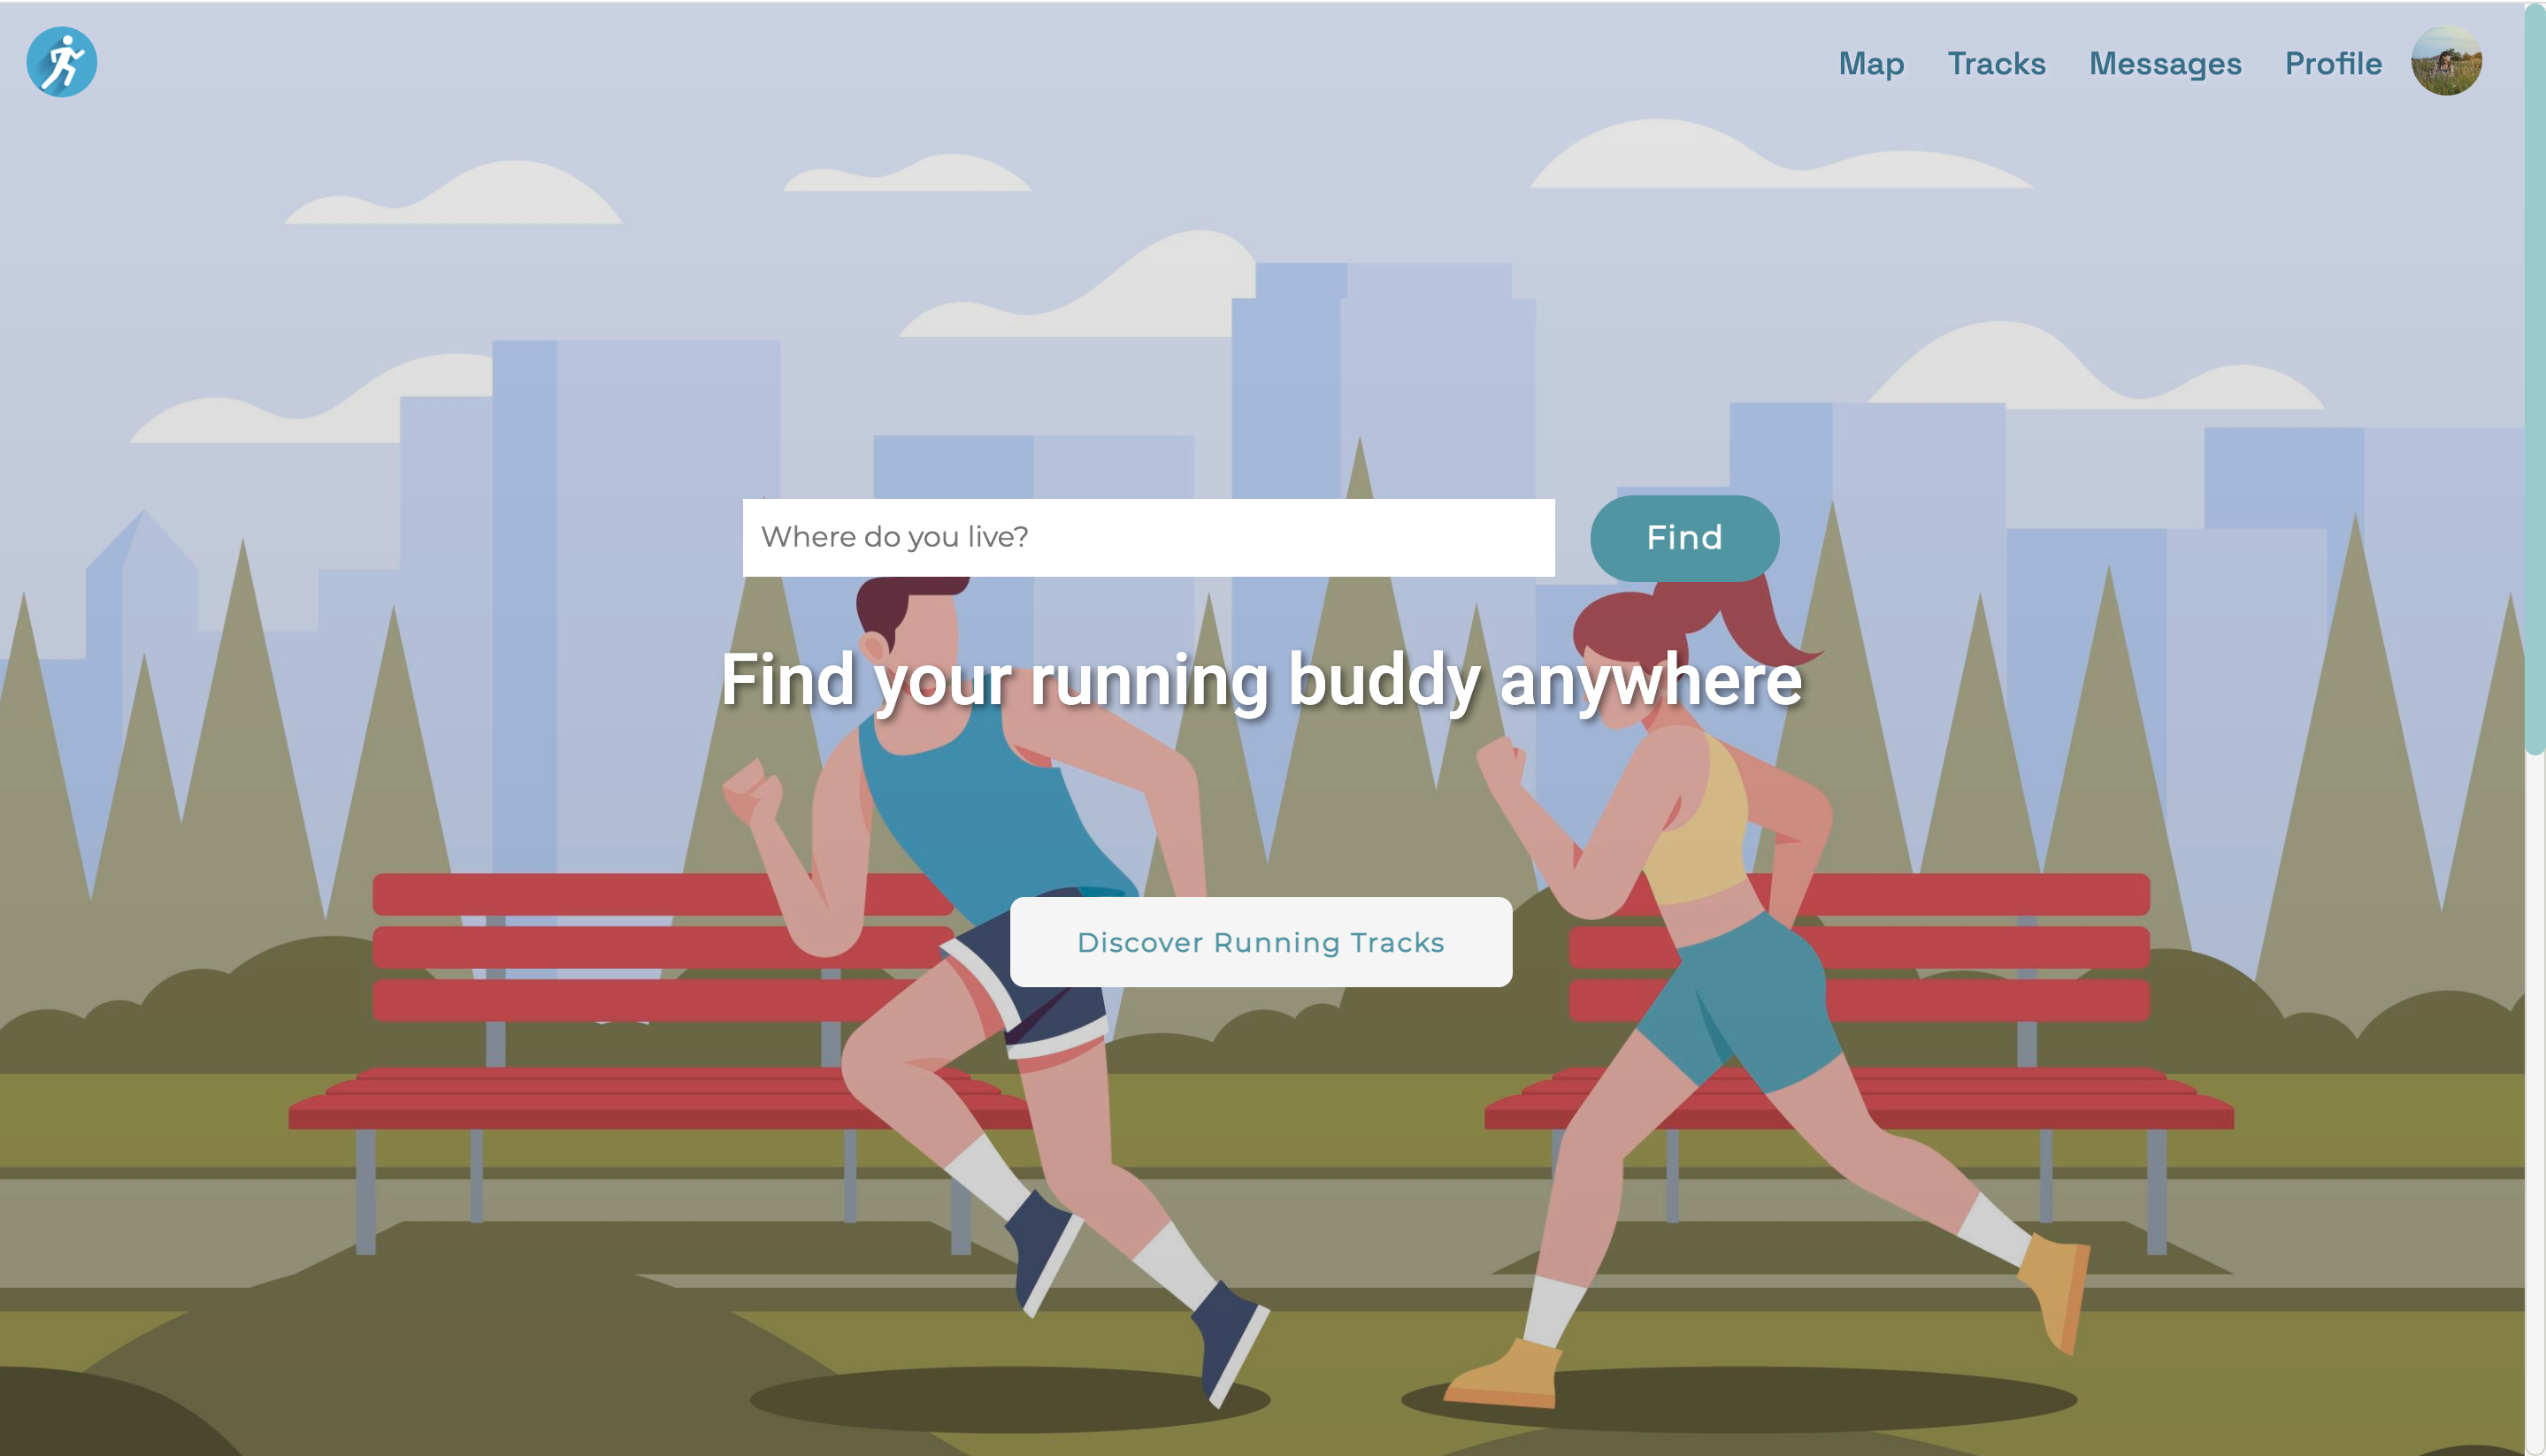 Map Tracks Messages Profile
Where do you live?
Find
Find your running buddy anywhere
Discover Running Tracks